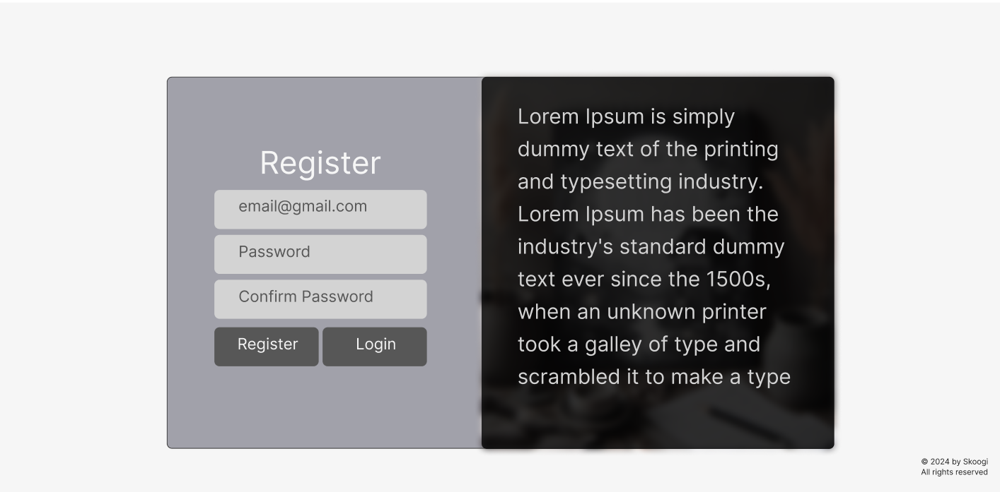 Register
email@gmail.com
Password
Confirm Password
Register
Login
Lorem Ipsum is simply
dummy text of the printing
and typesetting industry.
Lorem Ipsum has been the
industry's standard dummy
text ever since the 1500s,
when an unknown printer
took a galley of type and
scrambled it to make a type
© 2024 by Skoogi
All rights reserved